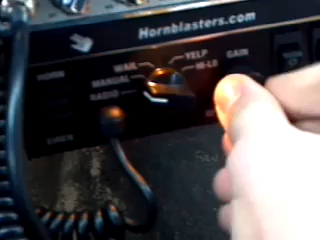 Hornblasters.com
YELP
WAIL
GAIN
HORN
MANUAL
HI-LO
RADIO